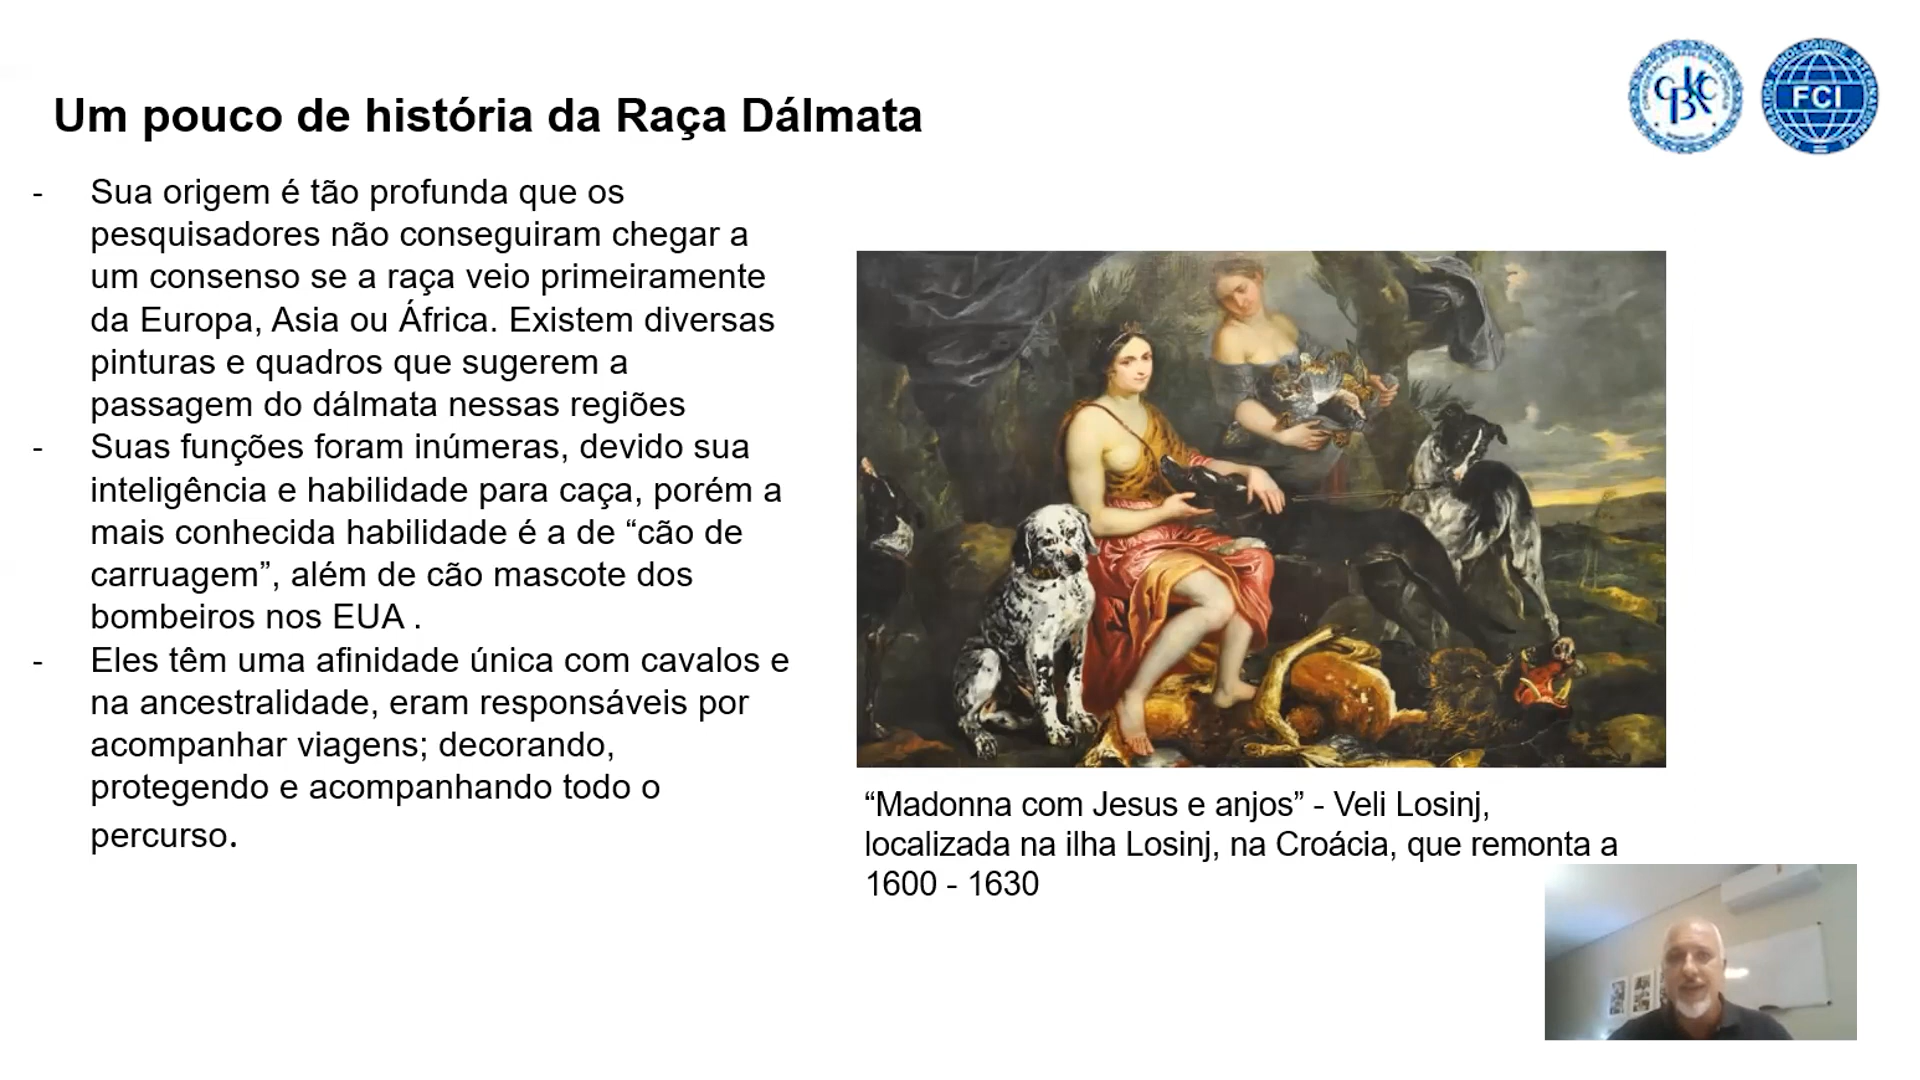 Um pouco de história da Raça Dálmata
CBKC
FCI
- Sua origem é tão profunda que os
pesquisadores não conseguiram chegar a
um consenso se a raça veio primeiramente
da Europa, Asia ou África. Existem diversas
pinturas e quadros que sugerem a
passagem do dálmata nessas regiões
- Suas funções foram inúmeras, devido sua
inteligência e habilidade para caça, porém a
mais conhecida habilidade é a de “cão de
carruagem”, além de cão mascote dos
bombeiros nos EUA .
- Eles têm uma afinidade única com cavalos e
na ancestralidade, eram responsáveis por
acompanhar viagens; decorando,
protegendo e acompanhando todo o
percurso.
“Madonna com Jesus e anjos” - Veli Losinj,
localizada na ilha Losinj, na Croácia, que remonta a
1600 - 1630